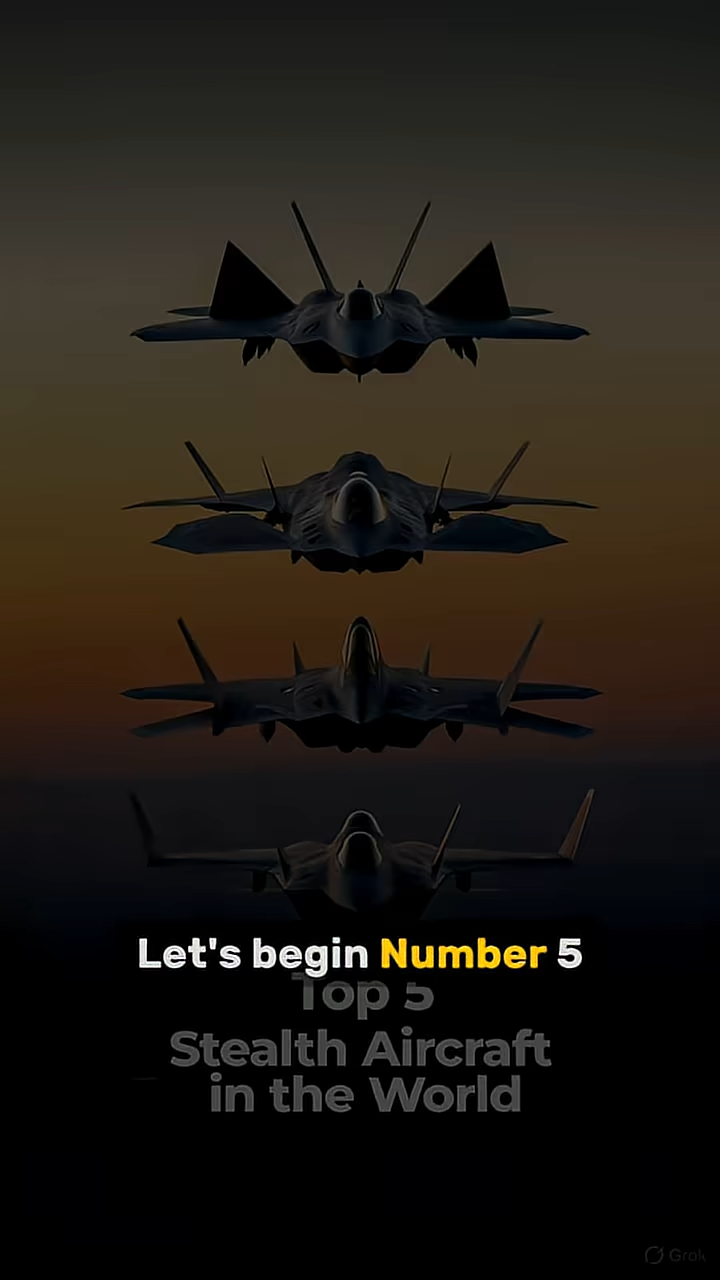 Let's begin Number 5
Top 5
Stealth Aircraft
in the World
Grok